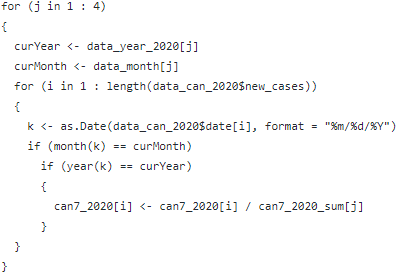 for (j in 1 : 4)
{
  curYear <- data_year_2020[j]
  curMonth <- data_month[j]
  for (i in 1 : length(data_can_2020$new_cases))
  {
    k <- as.Date(data_can_2020$date[i], format = "%m/%d/%Y")
    if (month(k) == curMonth)
      if (year(k) == curYear)
      {
        can7_2020[i] <- can7_2020[i] / can7_2020_sum[j]
      }
  }
}